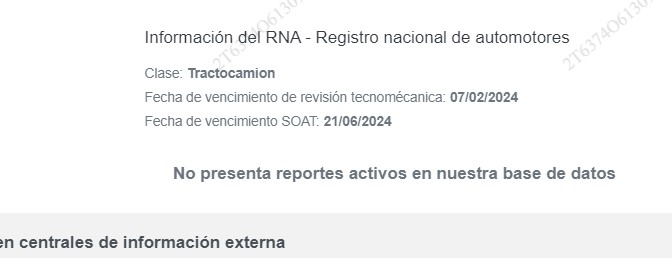 Información del RNA - Registro nacional de automotores
Clase: Tractocamion
Fecha de vencimiento de revisión tecnomécanica: 07/02/2024
Fecha de vencimiento SOAT: 21/06/2024
No presenta reportes activos en nuestra base de datos
en centrales de información externa